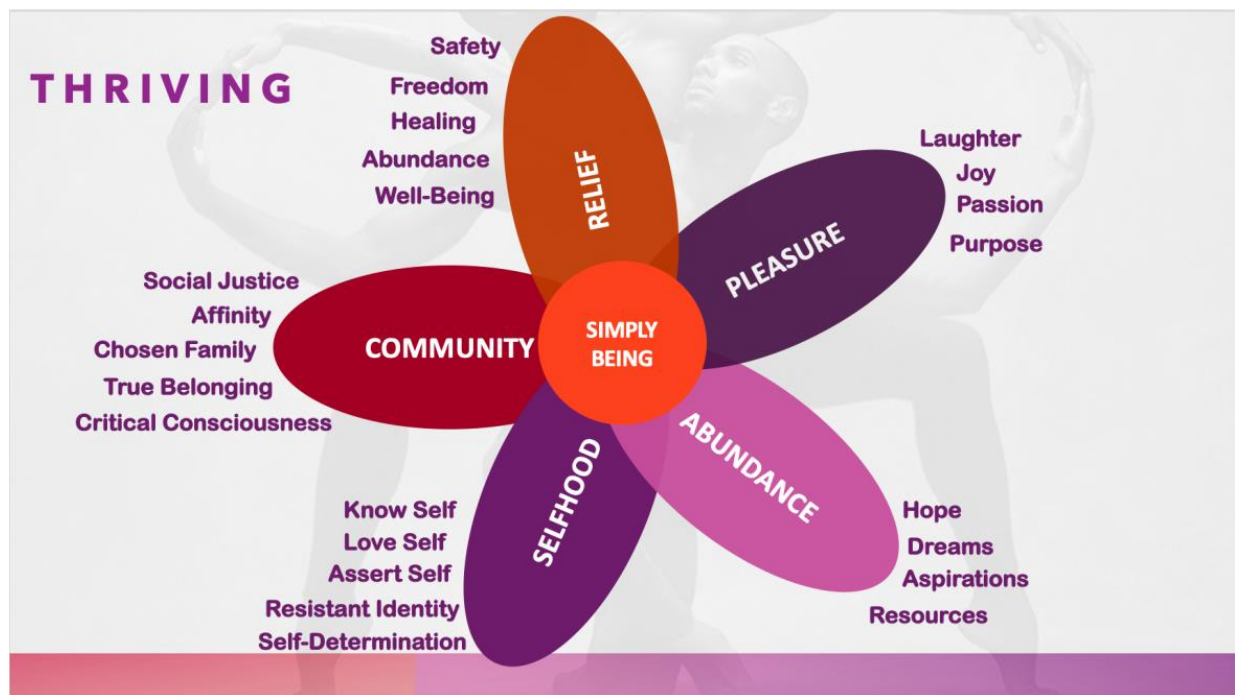 THRIVING
Safety
Freedom
Healing
Abundance
Well-Being
RELIEF
Laughter
Joy
Passion
Purpose
PLEASURE
Social Justice
Affinity
Chosen Family
True Belonging
Critical Consciousness
COMMUNITY
SIMPLY
BEING
ABUNDANCE
Hope
Dreams
Aspirations
Resources
SELFHOOD
Know Self
Love Self
Assert Self
Resistant Identity
Self-Determination